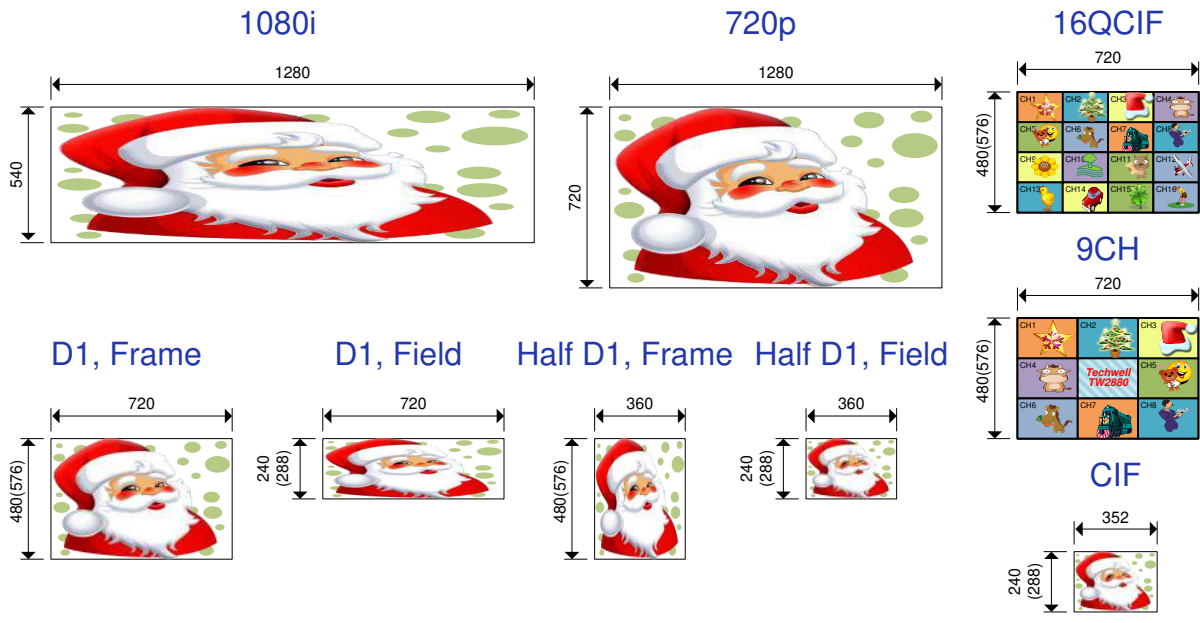 1080i
720p
16QCIF
1280
1280
720
540
720
480(576)
CH1 CH2 CH3 CH4
CH5 CH6 CH7 CH8
CH9 CH10 CH11 CH12
CH13 CH14 CH15 CH16
9CH
720
480(576)
CH1 CH2 CH3
CH4 Techwell CH5
TW2880
CH6 CH7 CH8
D1, Frame
D1, Field
Half D1, Frame
Half D1, Field
720
720
360
360
480(576)
240
(288)
480(576)
240
(288)
CIF
352
240
(288)